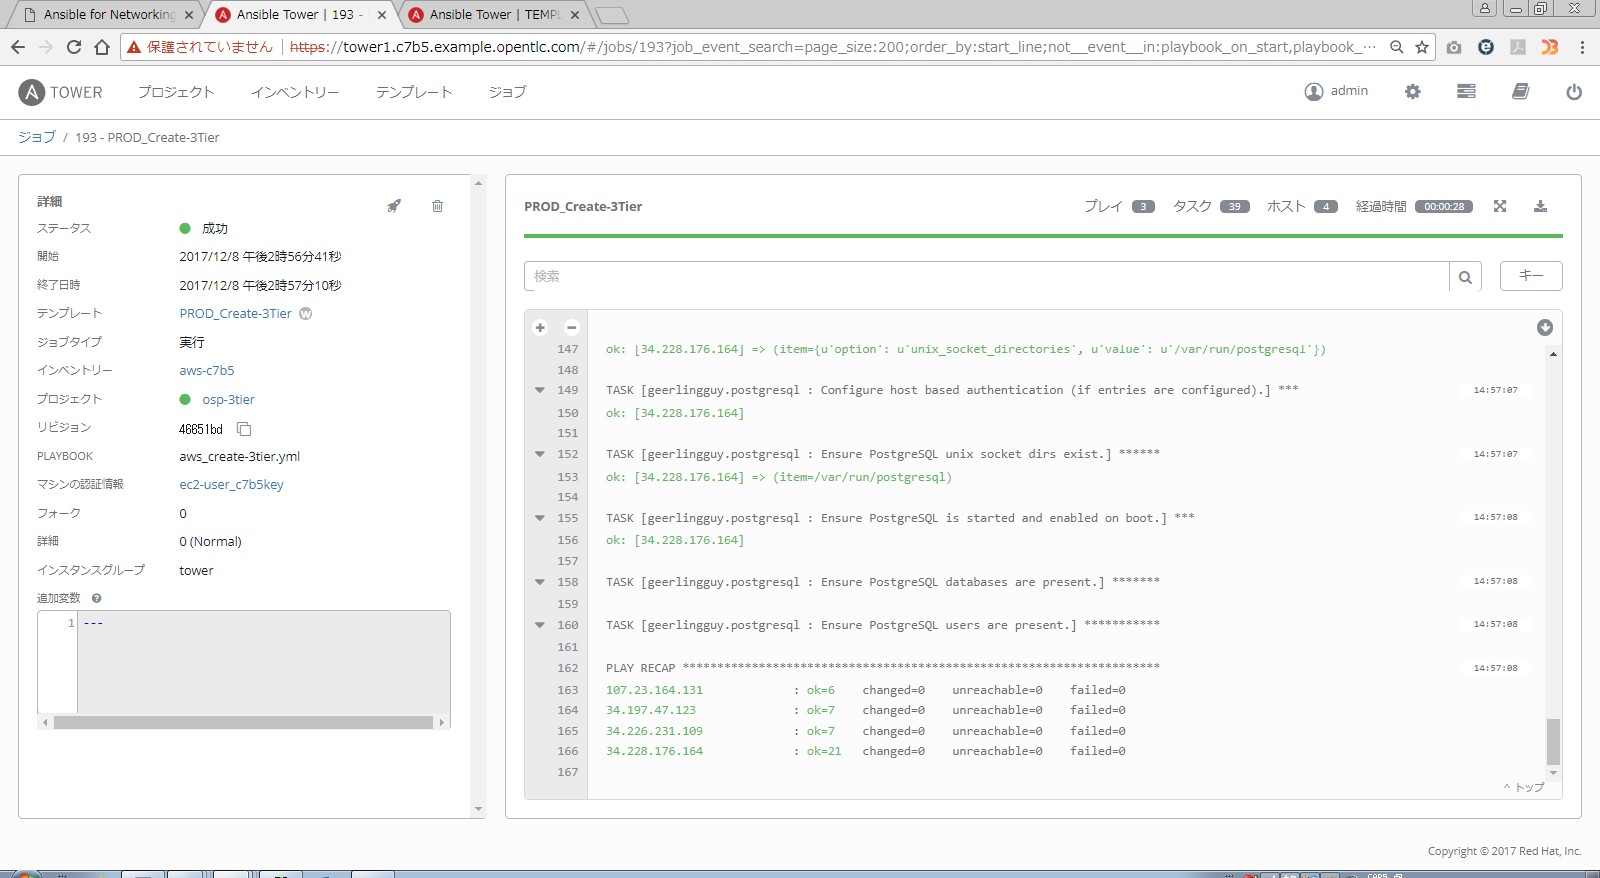 Ansible for Networking
Ansible Tower | 193 -
Ansible Tower | TEMPL
保護されていません
https://tower1.c7b5.example.opentlc.com/#/jobs/193?job_event_search=page_size:200;order_by:start_line;not__event__in:playbook_on_start,playbook_…
A TOWER
プロジェクト
インベントリー
テンプレート
ジョブ
admin
ジョブ / 193 - PROD_Create-3Tier
詳細
ステータス 成功
開始 2017/12/8 午後2時56分41秒
終了日時 2017/12/8 午後2時57分10秒
テンプレート PROD_Create-3Tier W
ジョブタイプ 実行
インベントリー aws-c7b5
プロジェクト osp-3tier
リビジョン 46651bd
PLAYBOOK aws_create-3tier.yml
マシンの認証情報 ec2-user_c7b5key
フォーク 0
詳細 0 (Normal)
インスタンスグループ tower
追加変数 ?
1 ---
PROD_Create-3Tier
プレイ 3 タスク 39 ホスト 4 経過時間 00:00:28
検索
キー
147 ok: [34.228.176.164] => (item={u'option': u'unix_socket_directories', u'value': u'/var/run/postgresql'})
148
149 TASK [geerlingguy.postgresql : Configure host based authentication (if entries are configured).] *** 14:57:07
150 ok: [34.228.176.164]
151
152 TASK [geerlingguy.postgresql : Ensure PostgreSQL unix socket dirs exist.] ****** 14:57:07
153 ok: [34.228.176.164] => (item=/var/run/postgresql)
154
155 TASK [geerlingguy.postgresql : Ensure PostgreSQL is started and enabled on boot.] *** 14:57:08
156 ok: [34.228.176.164]
157
158 TASK [geerlingguy.postgresql : Ensure PostgreSQL databases are present.] ******* 14:57:08
159
160 TASK [geerlingguy.postgresql : Ensure PostgreSQL users are present.] *********** 14:57:08
161
162 PLAY RECAP ********************************************************************* 14:57:08
163 107.23.164.131 : ok=6 changed=0 unreachable=0 failed=0
164 34.197.47.123 : ok=7 changed=0 unreachable=0 failed=0
165 34.226.231.109 : ok=7 changed=0 unreachable=0 failed=0
166 34.228.176.164 : ok=21 changed=0 unreachable=0 failed=0
167
^ トップ
Copyright © 2017 Red Hat, Inc.
CAPS